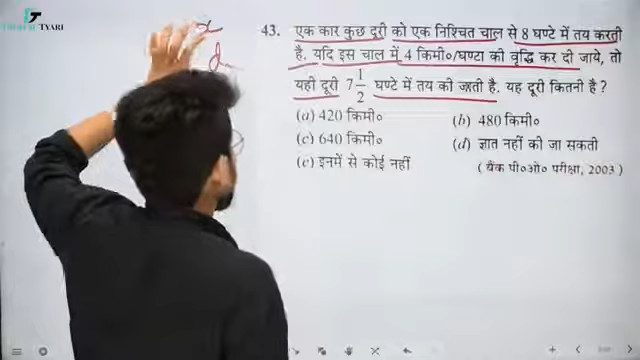 TYARI
43. एक कार कुछ दूरी को एक निश्चित चाल से 8 घण्टे में तय करती
है. यदि इस चाल में 4 किमी०/घण्टा की वृद्धि कर दी जाये, तो
यही दूरी 7 1/2 घण्टे में तय की जाती है. यह दूरी कितनी है ?
(a) 420 किमी० (b) 480 किमी०
(c) 640 किमी० (d) ज्ञात नहीं की जा सकती
(e) इनमें से कोई नहीं
( बैंक पी०ओ० परीक्षा, 2003 )